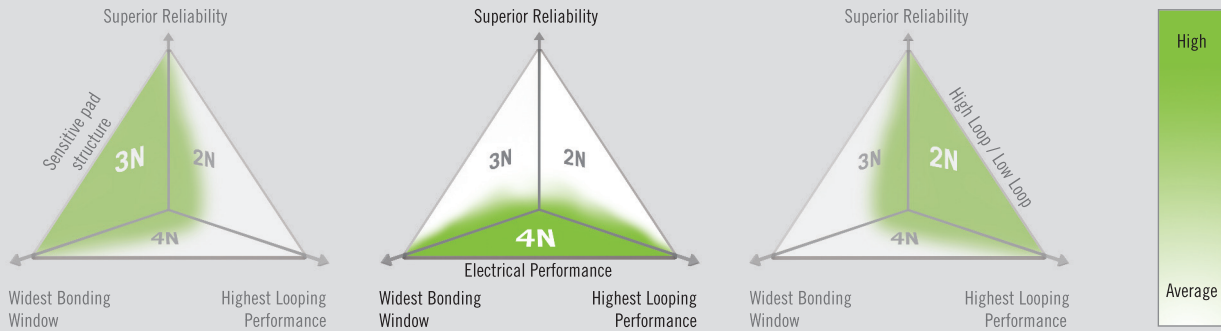 Superior Reliability
Sensitive pad
structure
3N
2N
4N
Widest Bonding
Window
Highest Looping
Performance
Superior Reliability
3N
2N
4N
Electrical Performance
Widest Bonding
Window
Highest Looping
Performance
Superior Reliability
High Loop / Low Loop
3N
2N
4N
Widest Bonding
Window
Highest Looping
Performance
High
Average